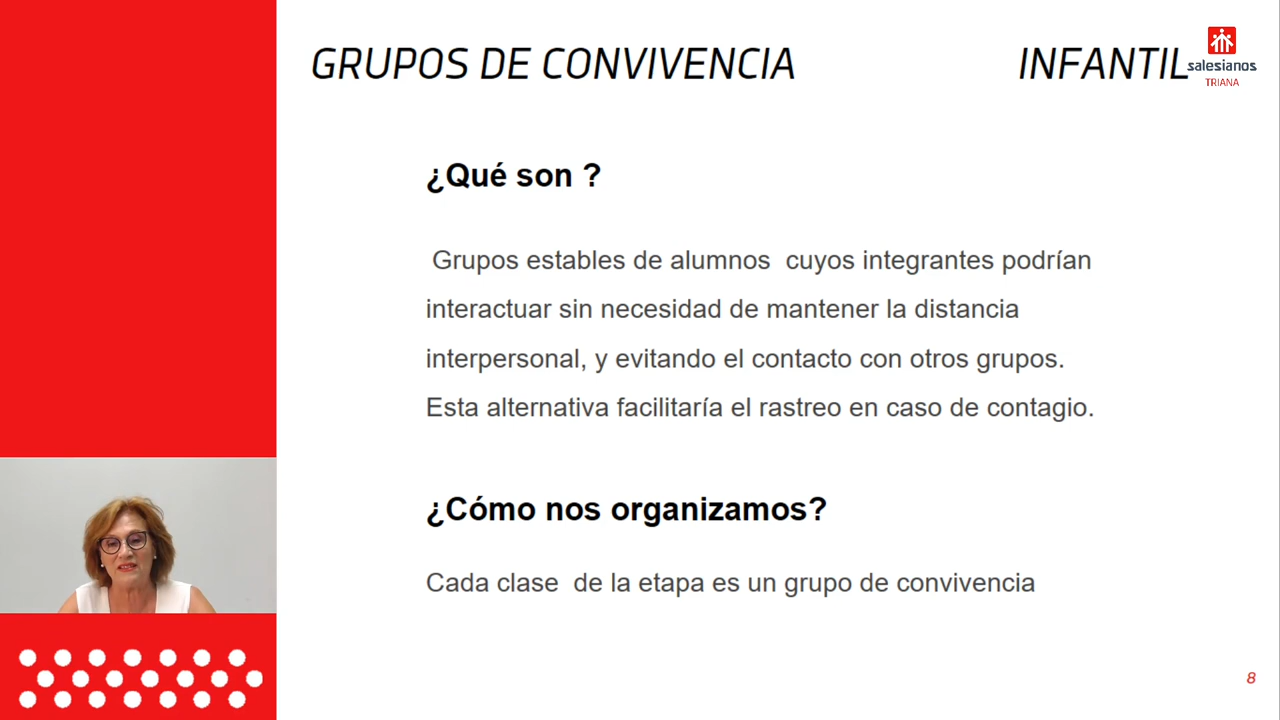 GRUPOS DE CONVIVENCIA INFANTIL
salesianos
TRIANA
¿Qué son ?
Grupos estables de alumnos cuyos integrantes podrían
interactuar sin necesidad de mantener la distancia
interpersonal, y evitando el contacto con otros grupos.
Esta alternativa facilitaría el rastreo en caso de contagio.
¿Cómo nos organizamos?
Cada clase de la etapa es un grupo de convivencia
8